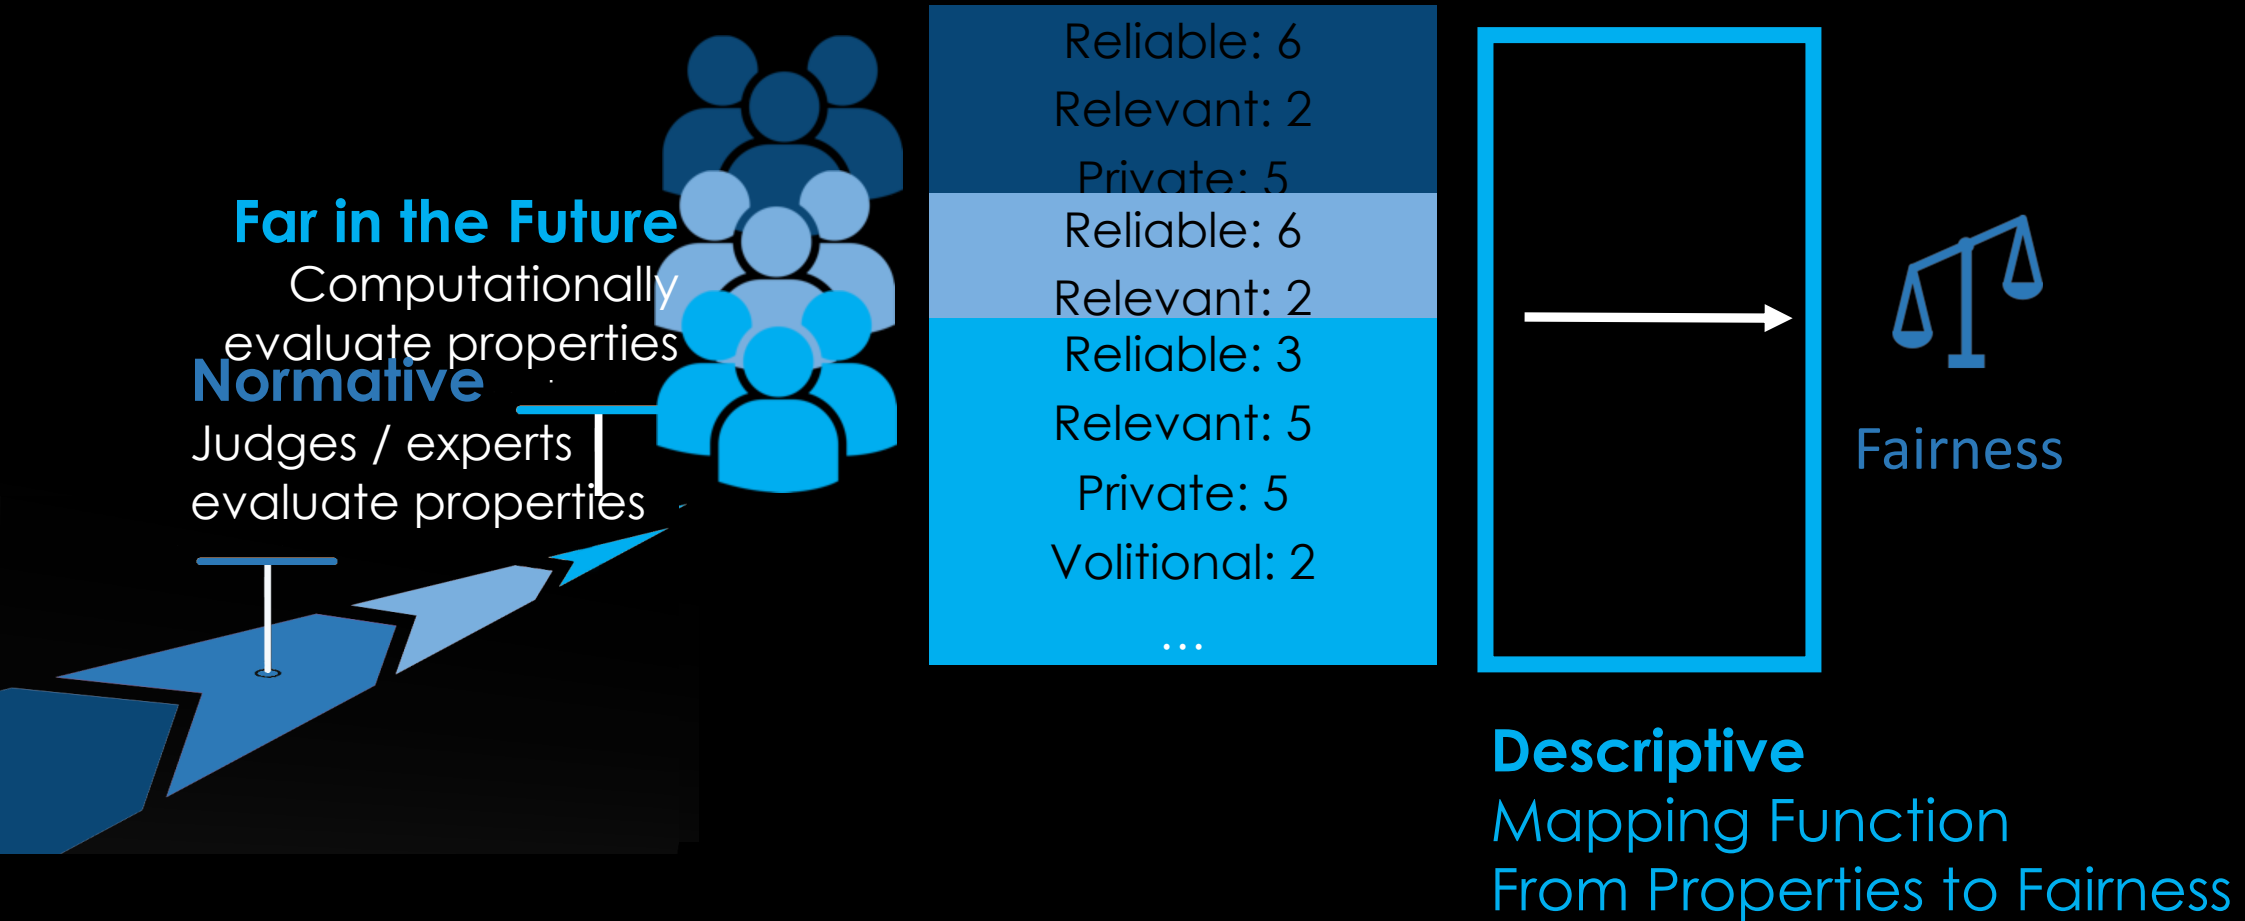 Far in the Future
Computationally
evaluate properties
Normative
Judges / experts
evaluate properties
Reliable: 6
Relevant: 2
Private: 5
Reliable: 6
Relevant: 2
Reliable: 3
Relevant: 5
Private: 5
Volitional: 2
...
Fairness
Descriptive
Mapping Function
From Properties to Fairness